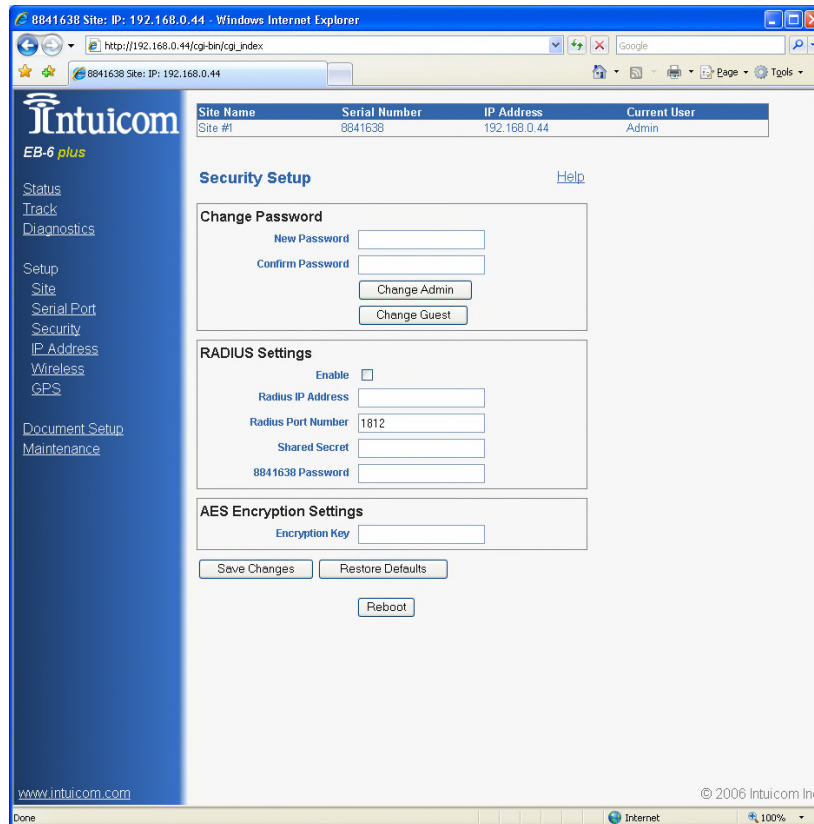 8841638 Site: IP: 192.168.0.44 - Windows Internet Explorer
http://192.168.0.44/cgi-bin/cgi_index
Google
8841638 Site: IP: 192.168.0.44
Page
Tools
Intuicom
EB-6 plus
Site Name Serial Number IP Address Current User
Site #1 8841638 192.168.0.44 Admin
Status
Track
Diagnostics
Setup
Site
Serial Port
Security
IP Address
Wireless
GPS
Document Setup
Maintenance
Security Setup Help
Change Password
New Password
Confirm Password
Change Admin
Change Guest
RADIUS Settings
Enable
Radius IP Address
Radius Port Number 1812
Shared Secret
8841638 Password
AES Encryption Settings
Encryption Key
Save Changes Restore Defaults
Reboot
www.intuicom.com
© 2006 Intuicom In
Done Internet 100%